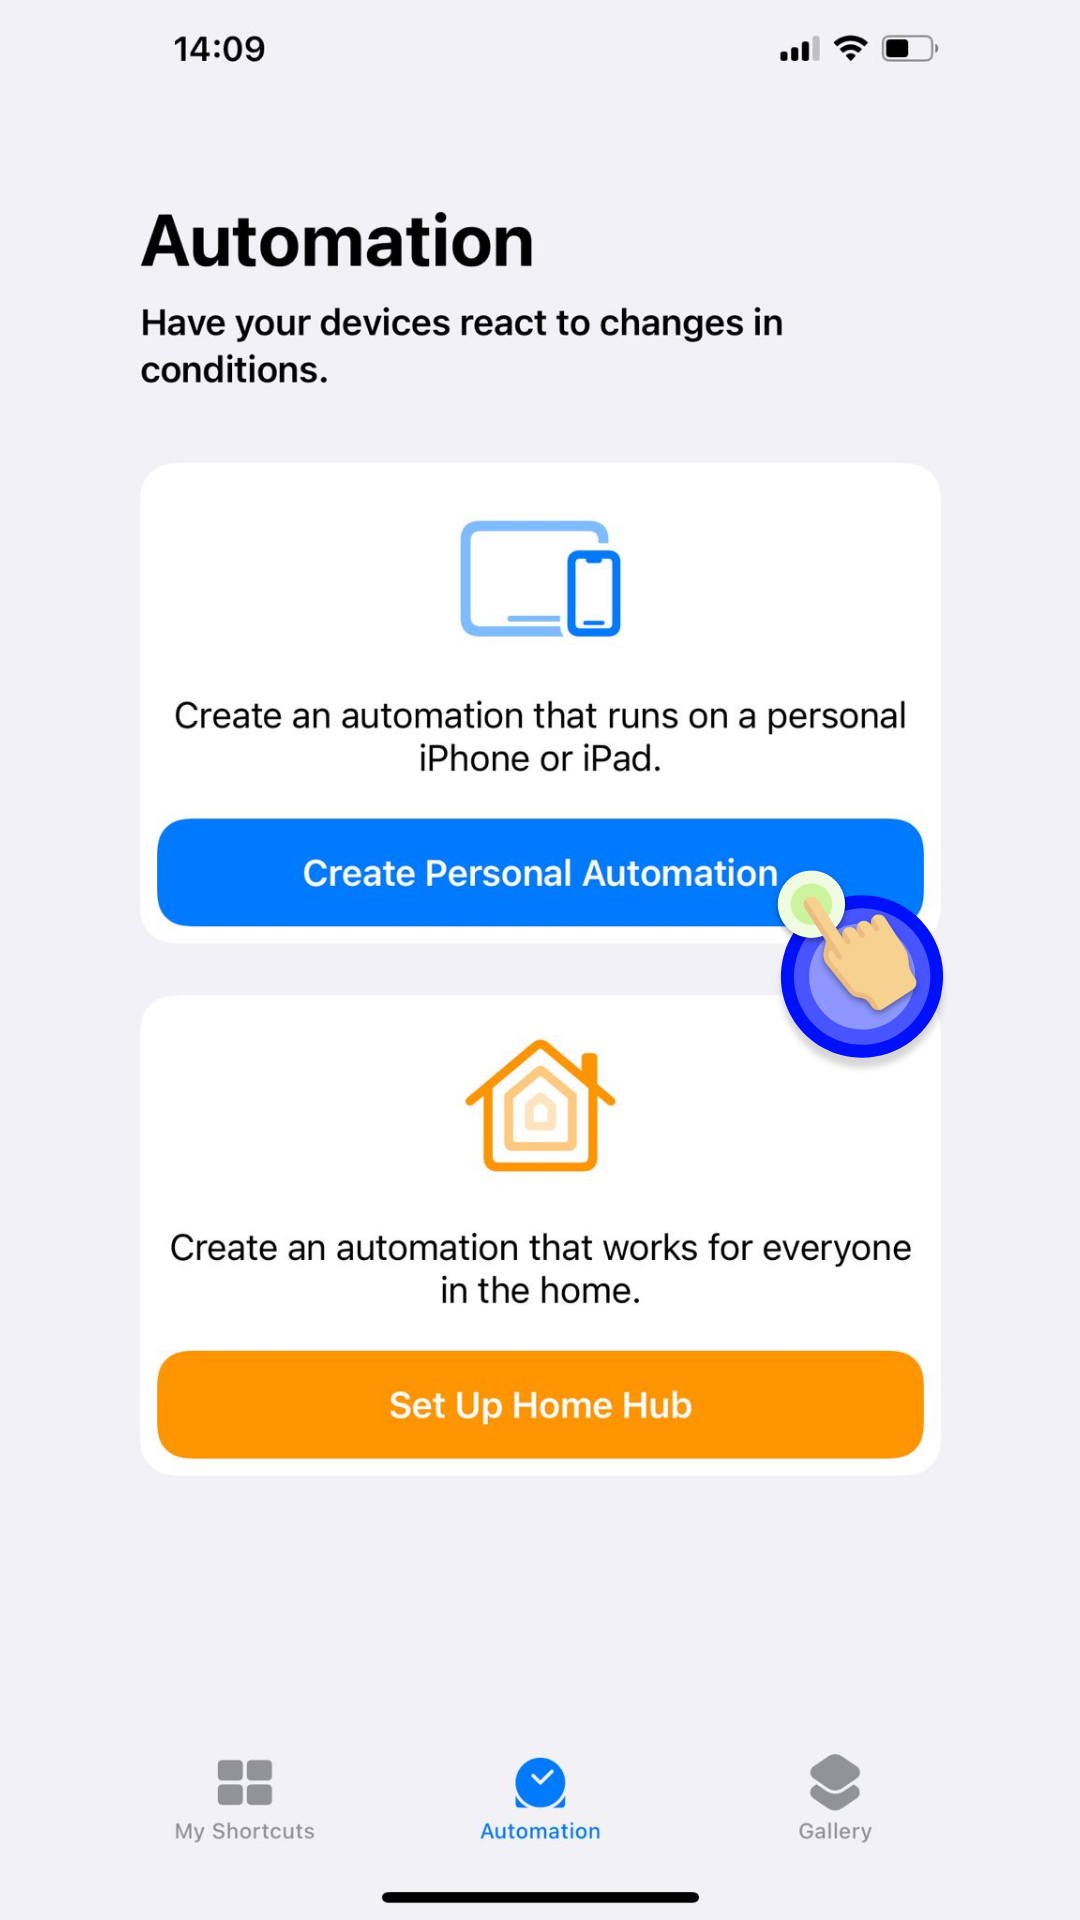 14:09
Automation
Have your devices react to changes in
conditions.
Create an automation that runs on a personal
iPhone or iPad.
Create Personal Automation
Create an automation that works for everyone
in the home.
Set Up Home Hub
My Shortcuts
Automation
Gallery